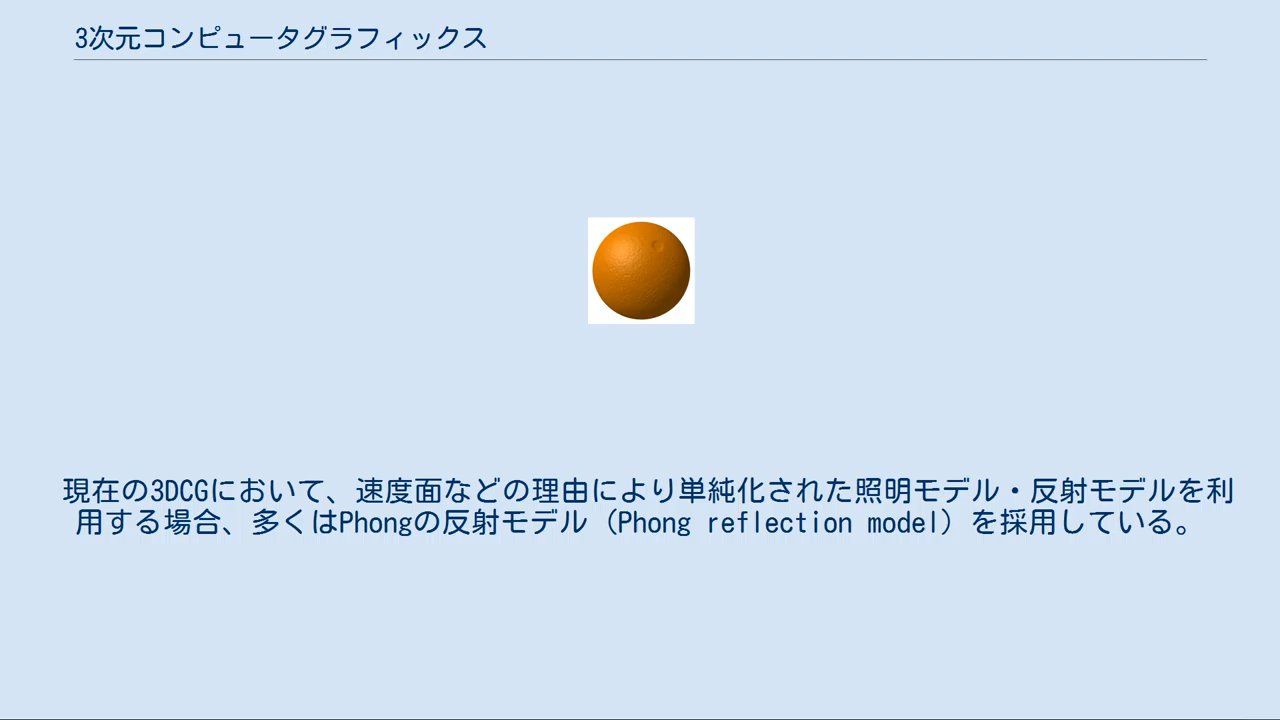 3次元コンピュータグラフィックス
現在の3DCGにおいて、速度面などの理由により単純化された照明モデル・反射モデルを利
用する場合、多くはPhongの反射モデル（Phong reflection model）を採用している。